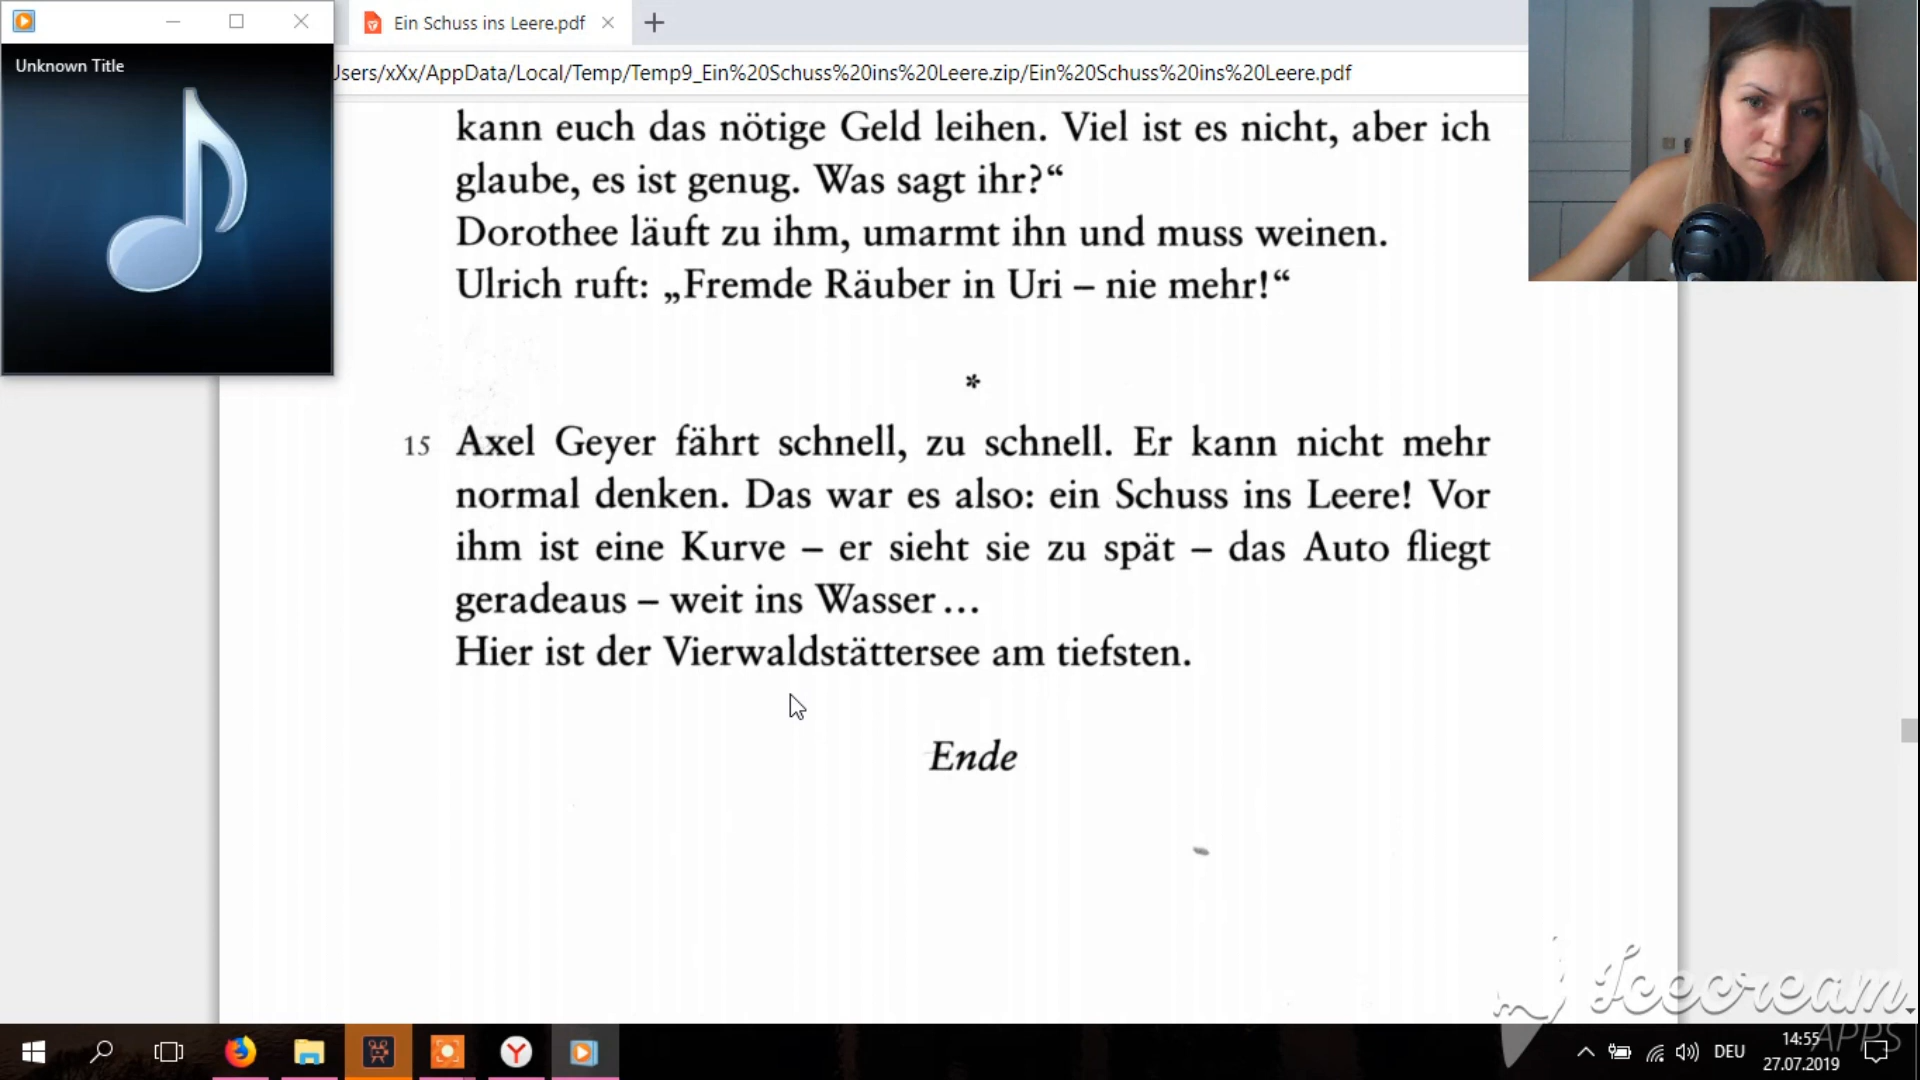 Unknown Title
Ein Schuss ins Leere.pdf
Jsers/xXx/AppData/Local/Temp/Temp9_Ein%20Schuss%20ins%20Leere.zip/Ein%20Schuss%20ins%20Leere.pdf
kann euch das nötige Geld leihen. Viel ist es nicht, aber ich
glaube, es ist genug. Was sagt ihr?“
Dorothee läuft zu ihm, umarmt ihn und muss weinen.
Ulrich ruft: „Fremde Räuber in Uri – nie mehr!“
*
15 Axel Geyer fährt schnell, zu schnell. Er kann nicht mehr
normal denken. Das war es also: ein Schuss ins Leere! Vor
ihm ist eine Kurve – er sieht sie zu spät – das Auto fliegt
geradeaus – weit ins Wasser…
Hier ist der Vierwaldstättersee am tiefsten.
Ende
Icecream
APPS
DEU
14:55
27.07.2019